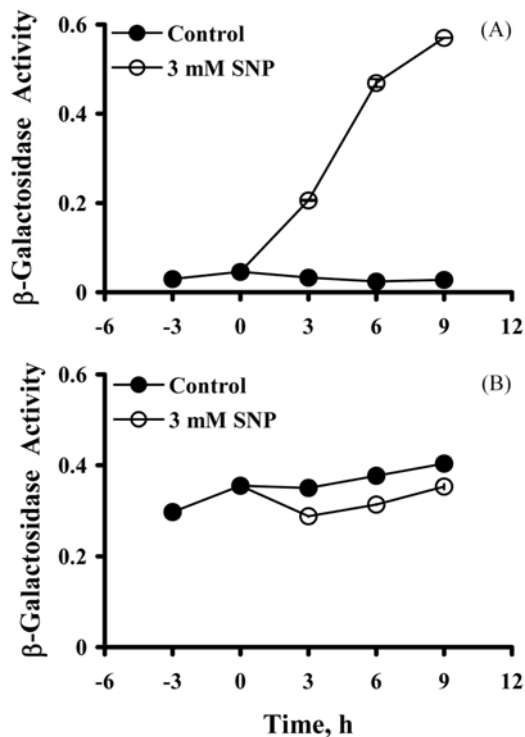 0.6
(A)
Control
3 mM SNP
0.4
0.2
0
β-Galactosidase Activity
-6 -3 0 3 6 9 12
0.6
(B)
Control
3 mM SNP
0.4
0.2
0
β-Galactosidase Activity
-6 -3 0 3 6 9 12
Time, h